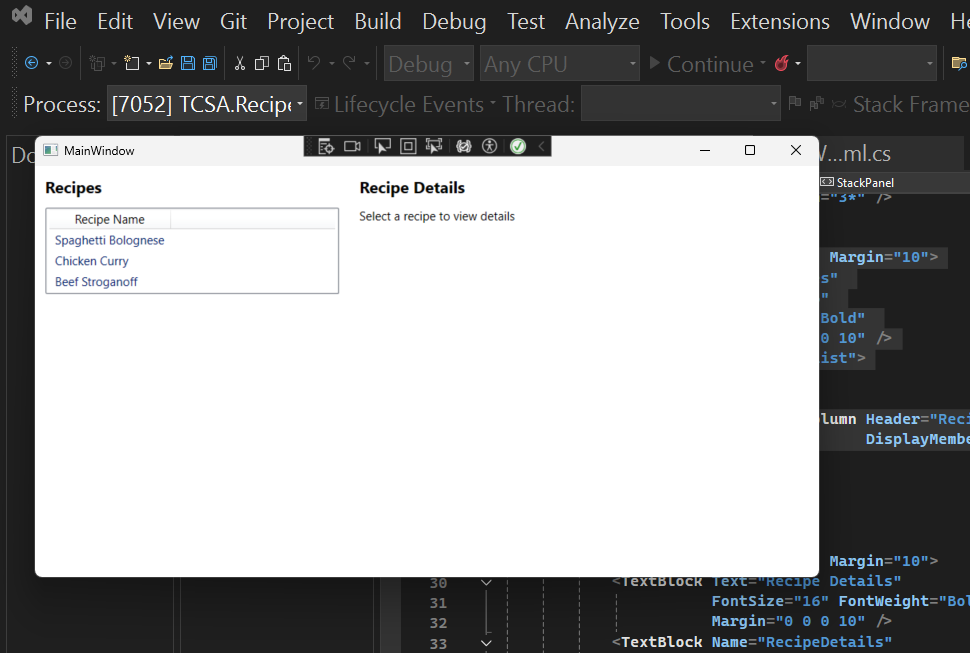 File Edit View Git Project Build Debug Test Analyze Tools Extensions Window He
Debug Any CPU Continue
Process: [7052] TCSA.Recipe Lifecycle Events Thread: Stack Frame
Do
...ml.cs
MainWindow
StackPanel
="3*" />
Recipes
Recipe Details
Recipe Name
Select a recipe to view details
Spaghetti Bolognese
Chicken Curry
Beef Stroganoff
Margin="10">
s"
"
Bold"
0 10" />
ist">
lumn Header="Reci
DisplayMembe
Margin="10">
30 <TextBlock Text="Recipe Details"
31 FontSize="16" FontWeight="Bol
32 Margin="0 0 0 10" />
33 <TextBlock Name="RecipeDetails"